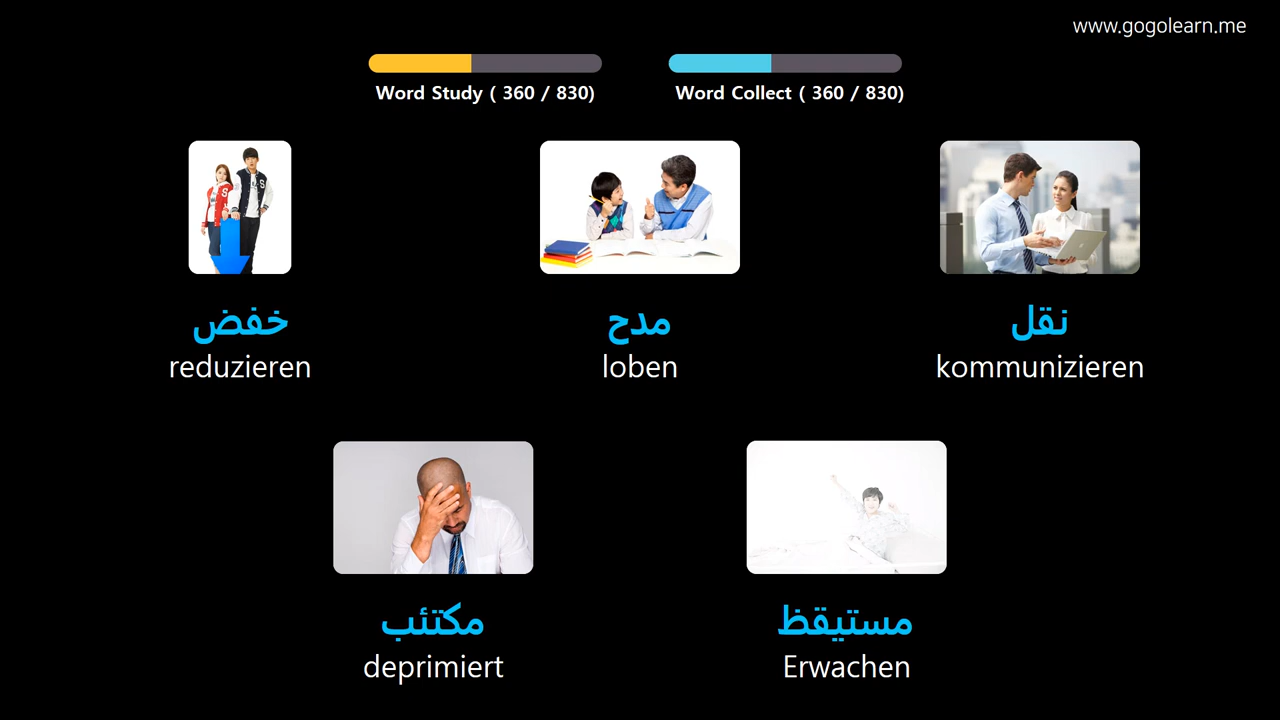 www.gogolearn.me
Word Study ( 360 / 830)
Word Collect ( 360 / 830)
خفض
reduzieren
مدح
loben
نقل
kommunizieren
مكتئب
deprimiert
مستيقظ
Erwachen